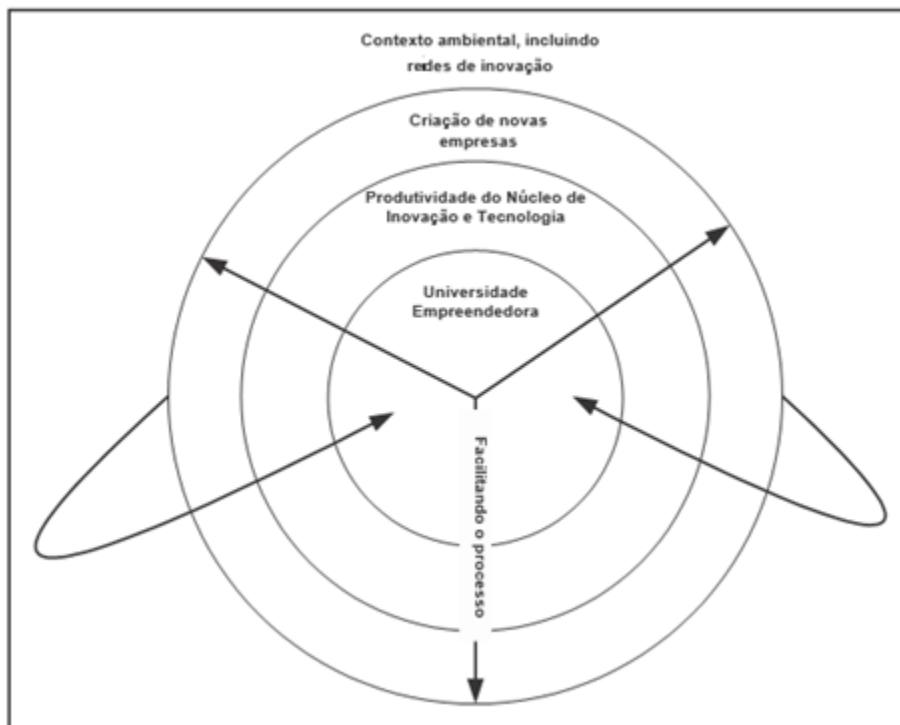 Contexto ambiental, incluindo
redes de inovação
Criação de novas
empresas
Produtividade do Núcleo de
Inovação e Tecnologia
Universidade
Empreendedora
Facilitando o processo